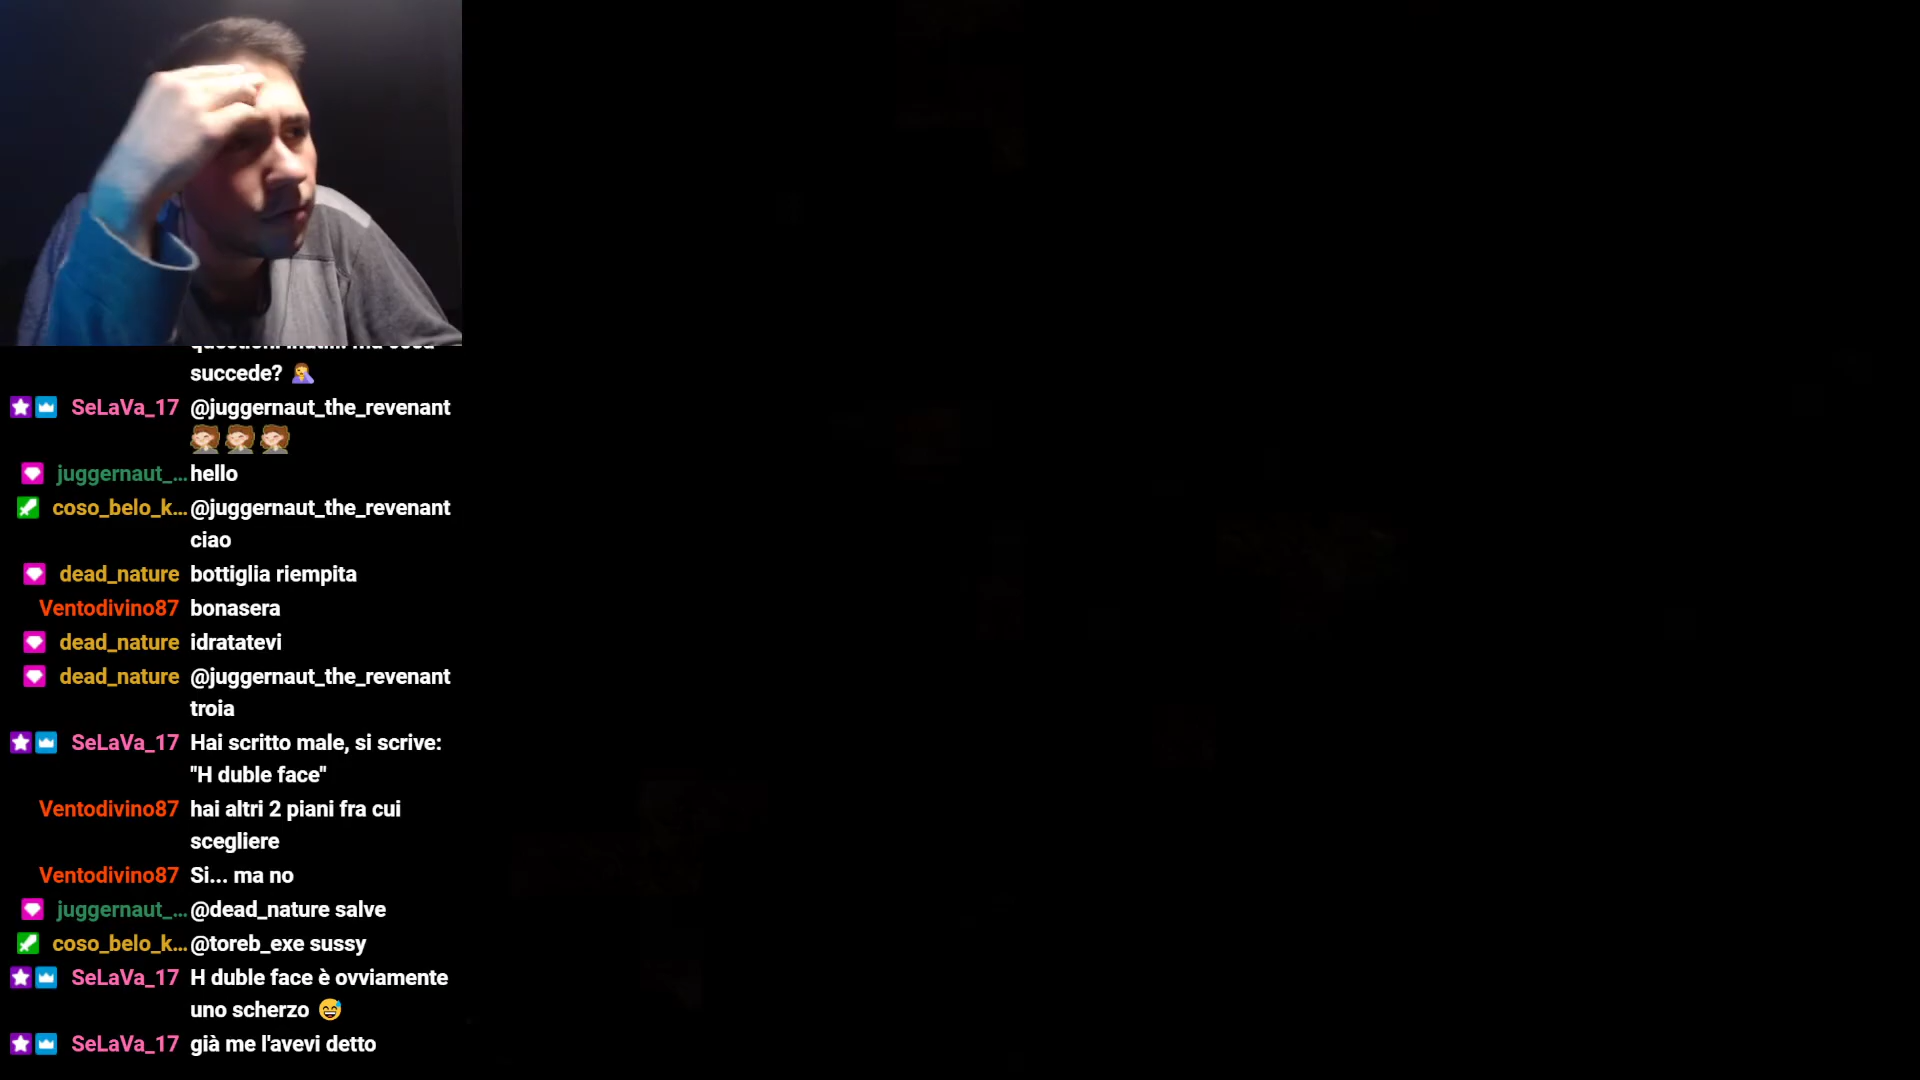 succede? 🤦‍♀️
SeLaVa_17 @juggernaut_the_revenant
juggernaut_... hello
coso_belo_k... @juggernaut_the_revenant
ciao
dead_nature bottiglia riempita
Ventodivino87 bonasera
dead_nature idratatevi
dead_nature @juggernaut_the_revenant
troia
SeLaVa_17 Hai scritto male, si scrive:
"H duble face"
Ventodivino87 hai altri 2 piani fra cui
scegliere
Ventodivino87 Si... ma no
juggernaut_... @dead_nature salve
coso_belo_k... @toreb_exe sussy
SeLaVa_17 H duble face è ovviamente
uno scherzo 😅
SeLaVa_17 già me l'avevi detto